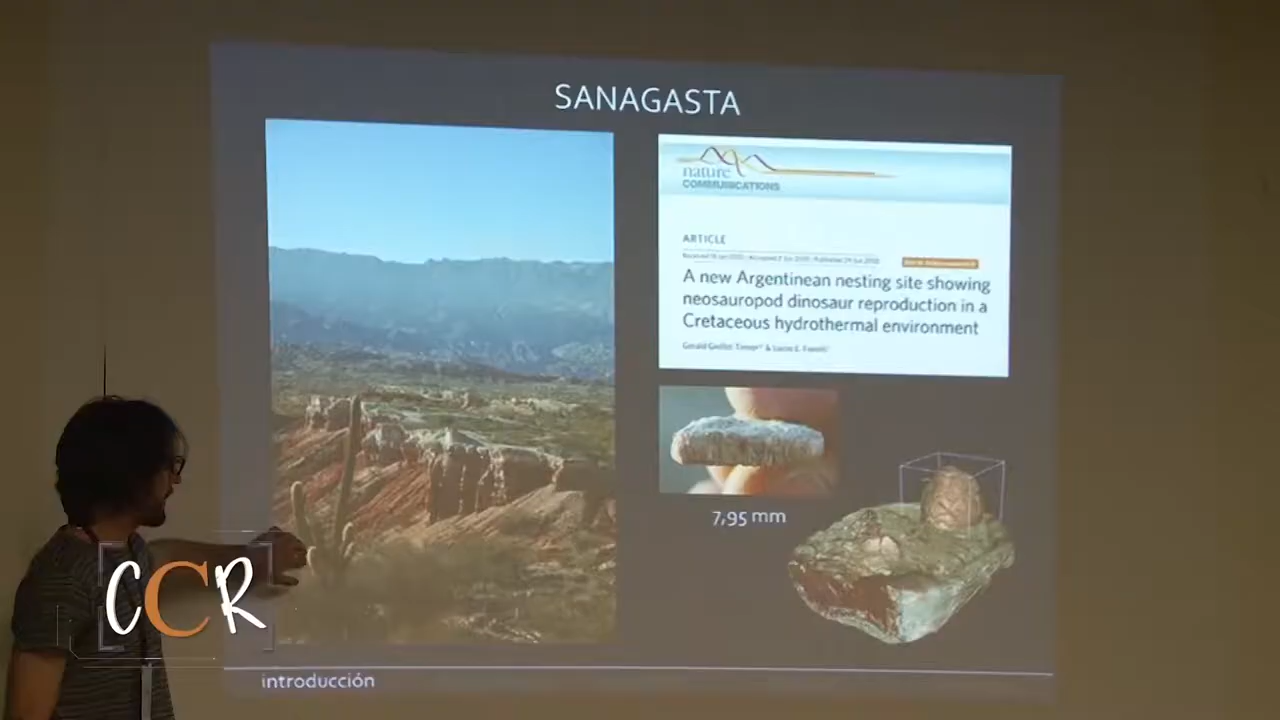 SANAGASTA
nature
COMMUNICATIONS
ARTICLE
A new Argentinean nesting site showing
neosauropod dinosaur reproduction in a
Cretaceous hydrothermal environment
7,95 mm
CCR
introducción